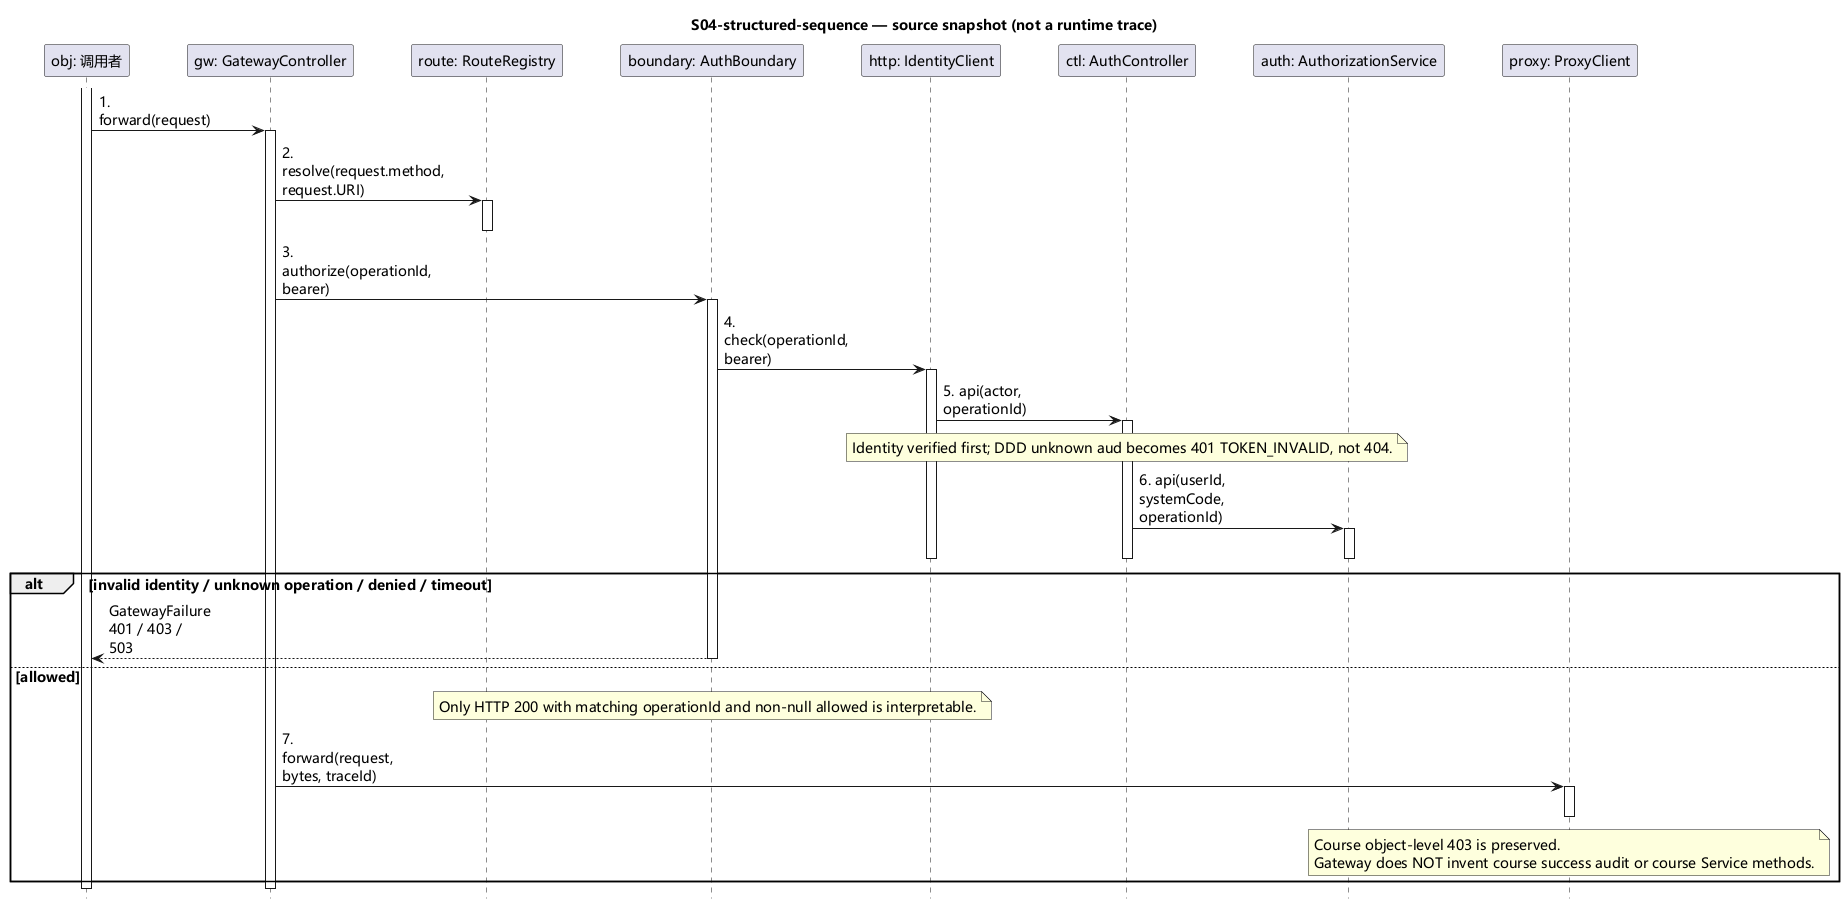 S04-structured-sequence — source snapshot (not a runtime trace)
obj: 调用者
gw: GatewayController
route: RouteRegistry
boundary: AuthBoundary
http: IdentityClient
ctl: AuthController
auth: AuthorizationService
proxy: ProxyClient
1.
forward(request)
2.
resolve(request.method,
request.URI)
3.
authorize(operationId,
bearer)
4.
check(operationId,
bearer)
5. api(actor,
operationId)
Identity verified first; DDD unknown aud becomes 401 TOKEN_INVALID, not 404.
6. api(userId,
systemCode,
operationId)
alt
[invalid identity / unknown operation / denied / timeout]
GatewayFailure
401 / 403 /
503
[allowed]
Only HTTP 200 with matching operationId and non-null allowed is interpretable.
7.
forward(request,
bytes, traceId)
Course object-level 403 is preserved.
Gateway does NOT invent course success audit or course Service methods.